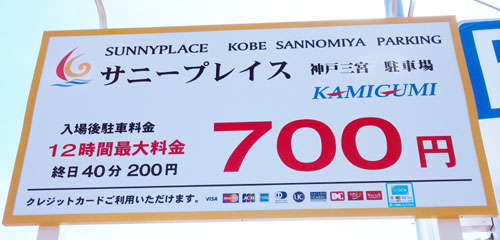 SUNNYPLACE KOBE SANNOMIYA PARKING
サニープレイス 神戸三宮 駐車場
KAMIGUMI
入場後駐車料金
12時間最大料金
700円
終日40分200円
クレジットカードご利用いただけます。 VISA